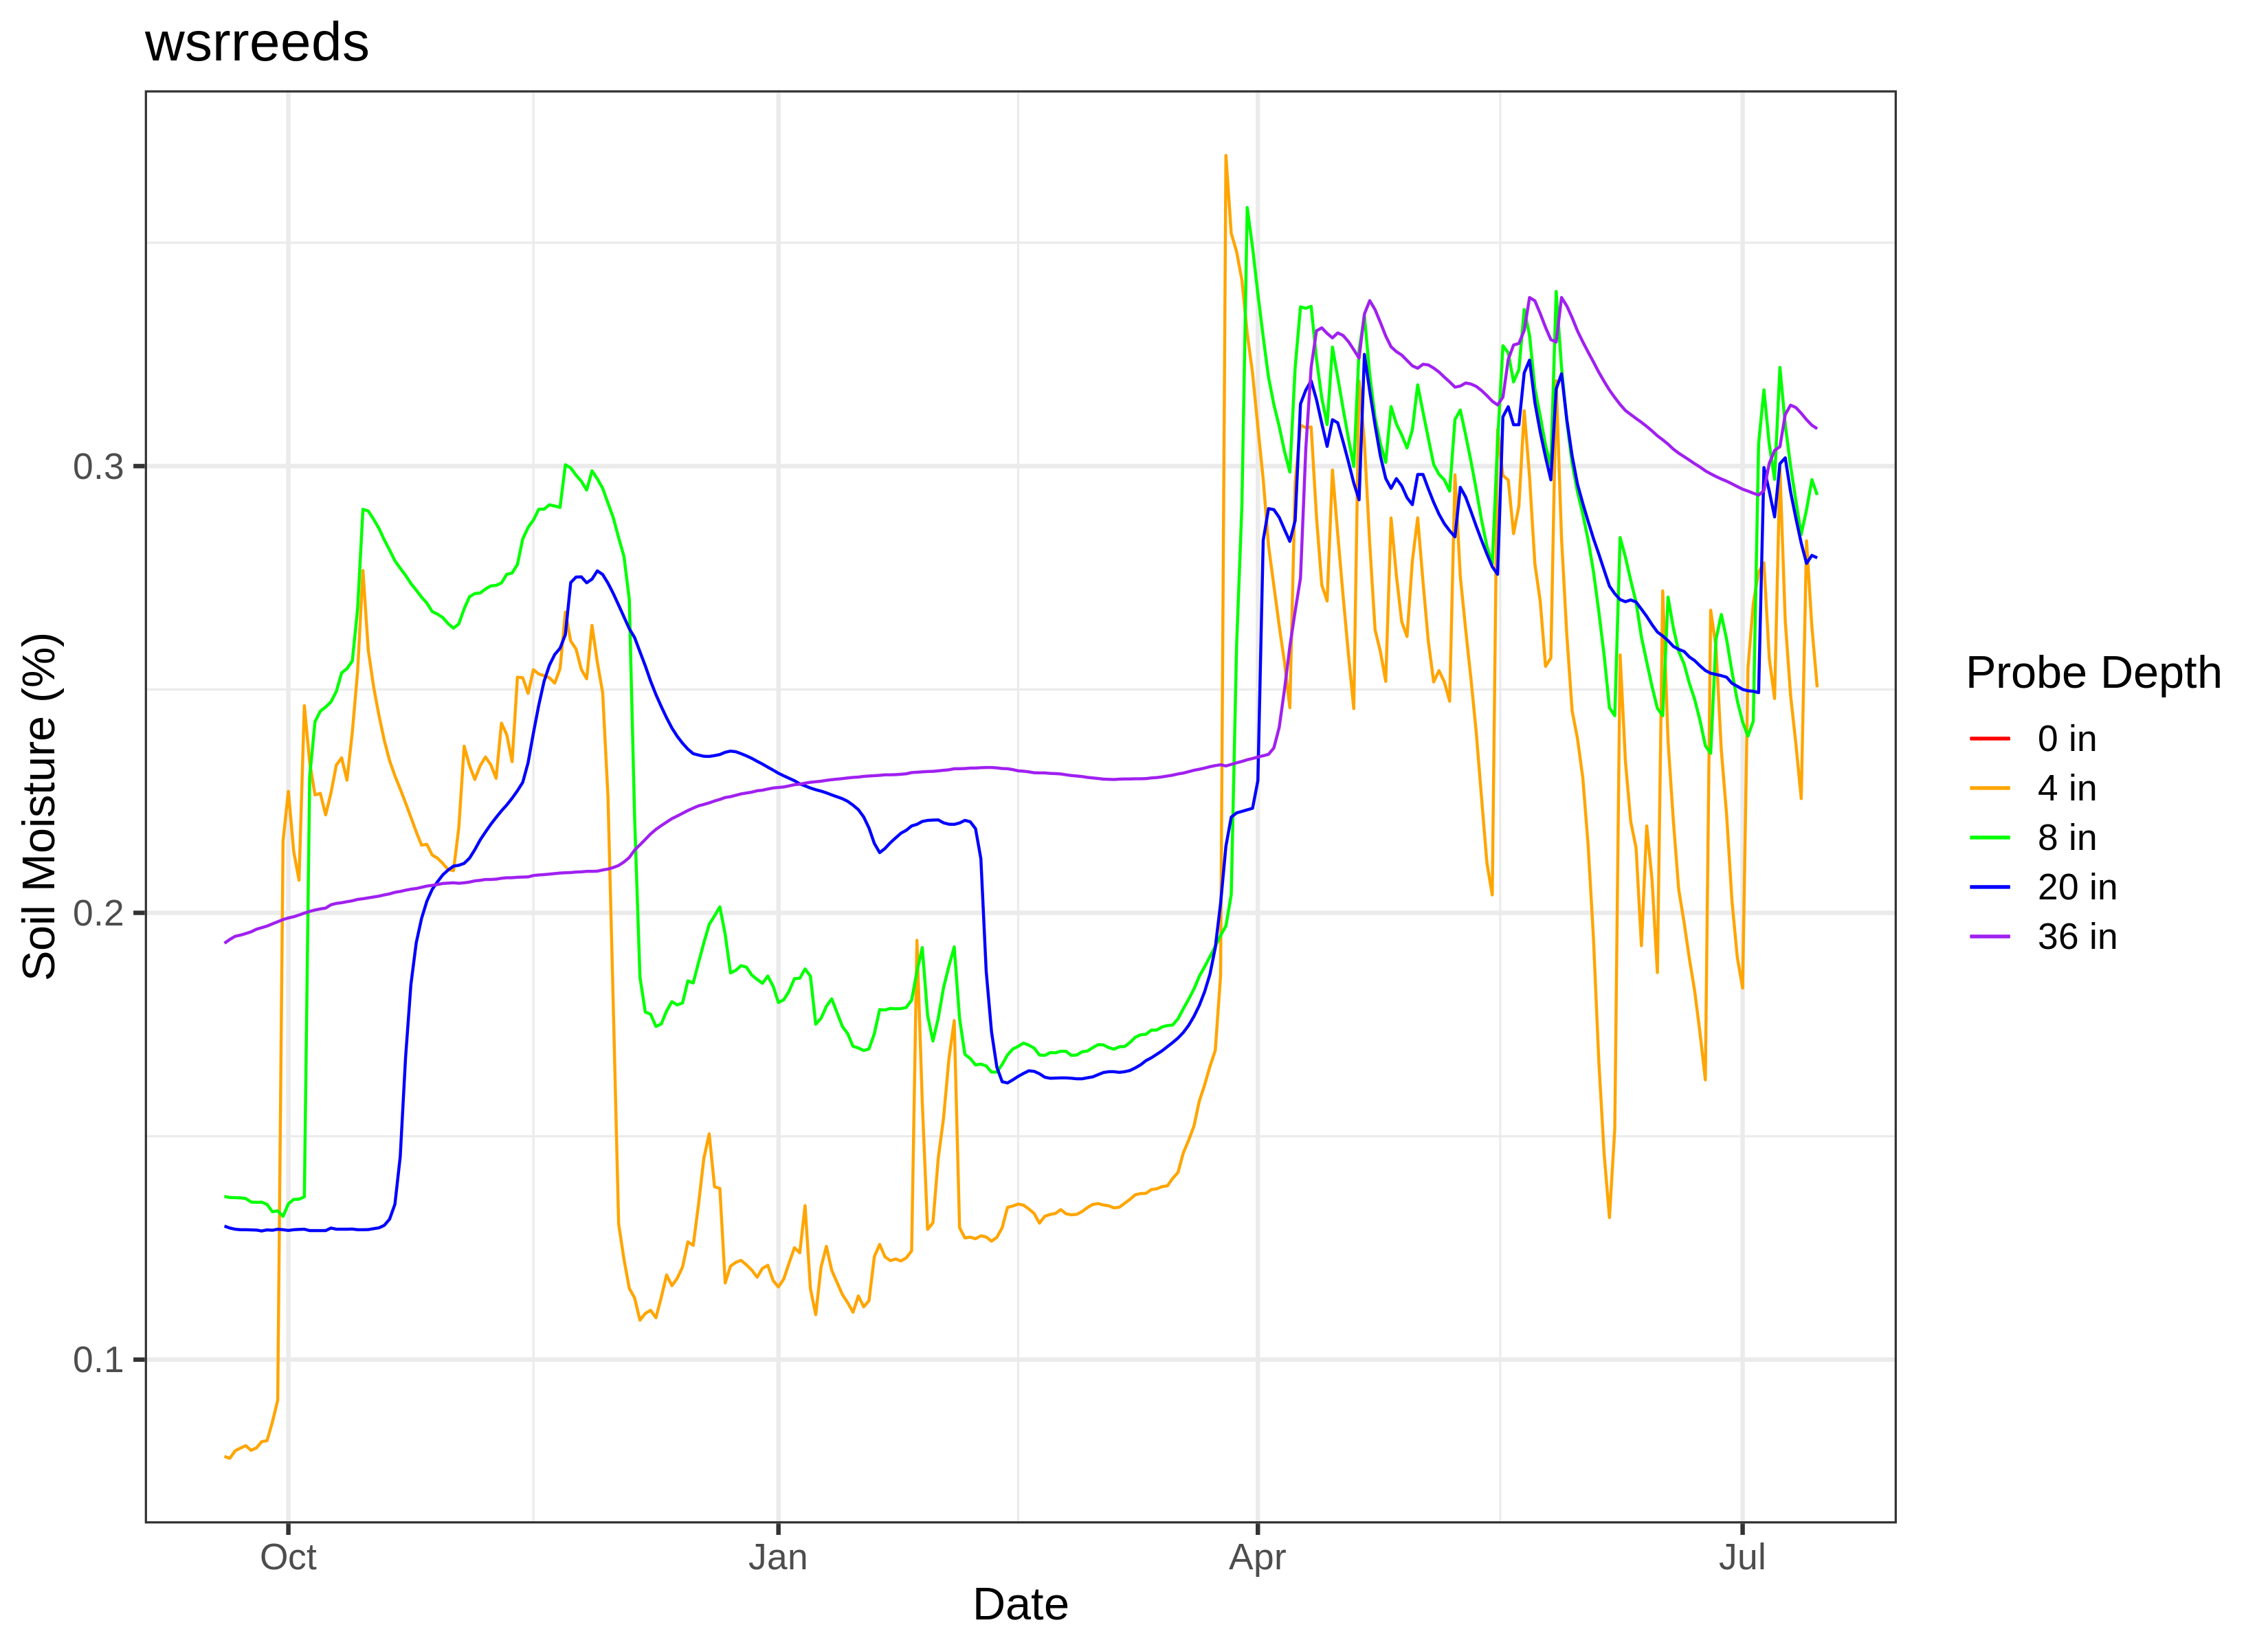 wsrreeds
Soil Moisture (%)
0.3
0.2
0.1
Oct
Jan
Apr
Jul
Date
Probe Depth
0 in
4 in
8 in
20 in
36 in